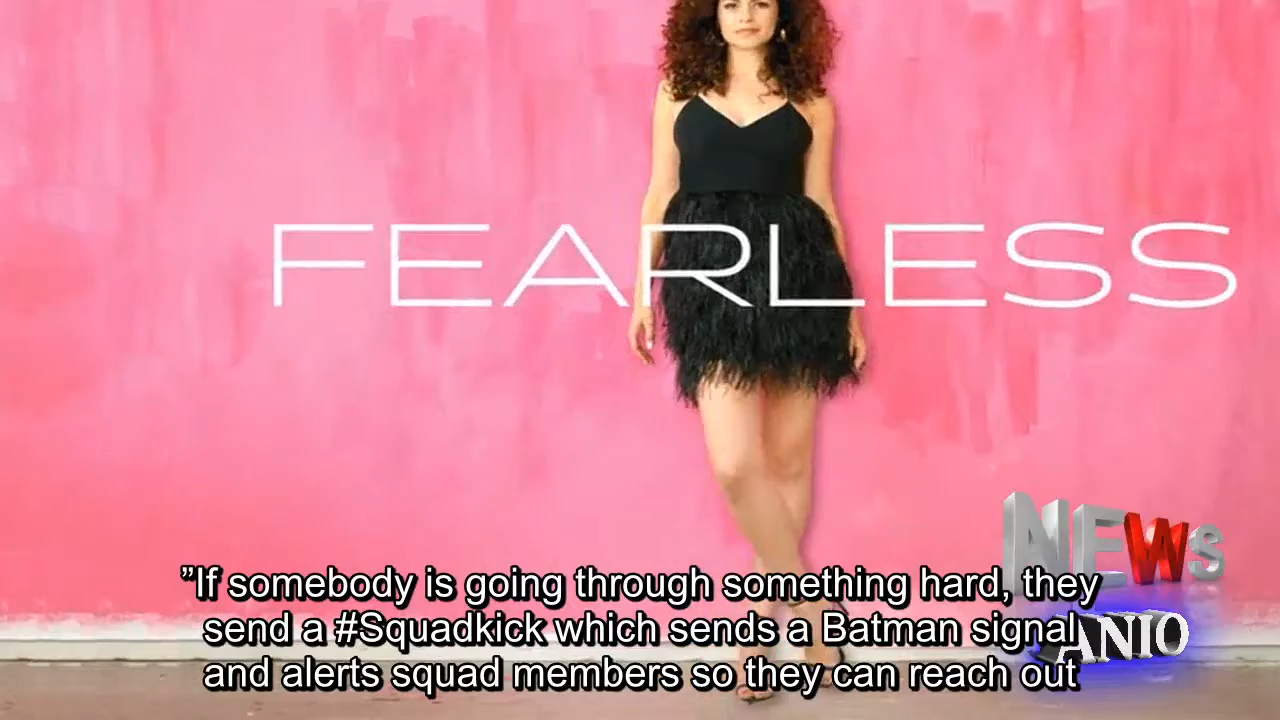 FEARLESS
NEWS
ANIO
”If somebody is going through something hard, they
send a #Squadkick which sends a Batman signal
and alerts squad members so they can reach out